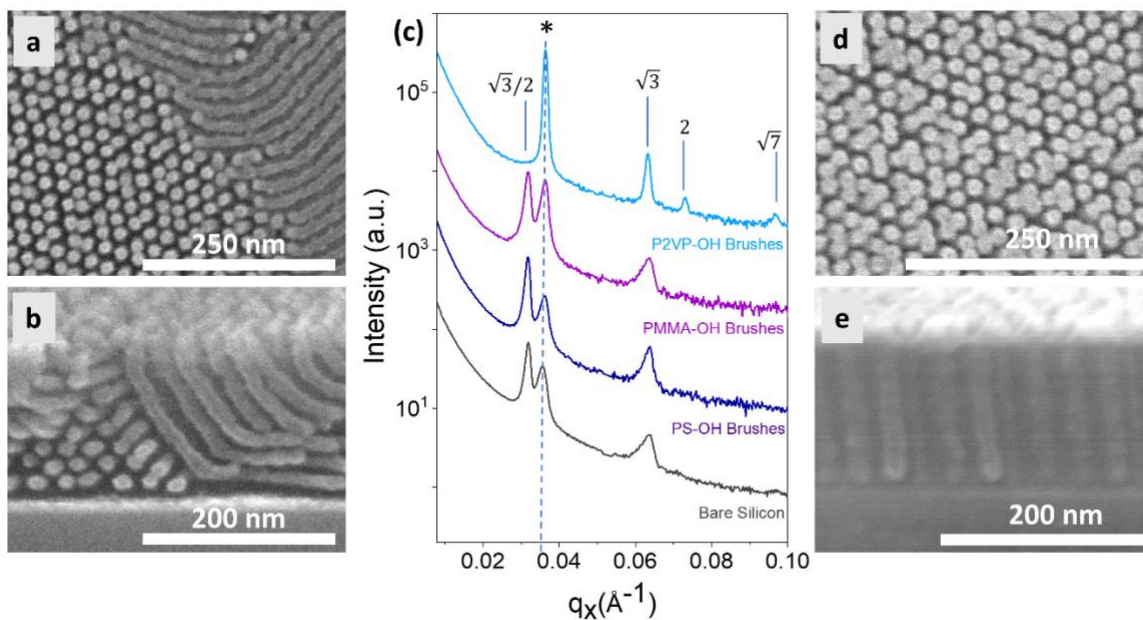 a
250 nm
b
200 nm
(c)
*
√3/2
√3
2
√7
10⁵
10³
10¹
Intensity (a.u.)
P2VP-OH Brushes
PMMA-OH Brushes
PS-OH Brushes
Bare Silicon
0.02 0.04 0.06 0.08 0.10
qₓ(Å⁻¹)
d
250 nm
e
200 nm